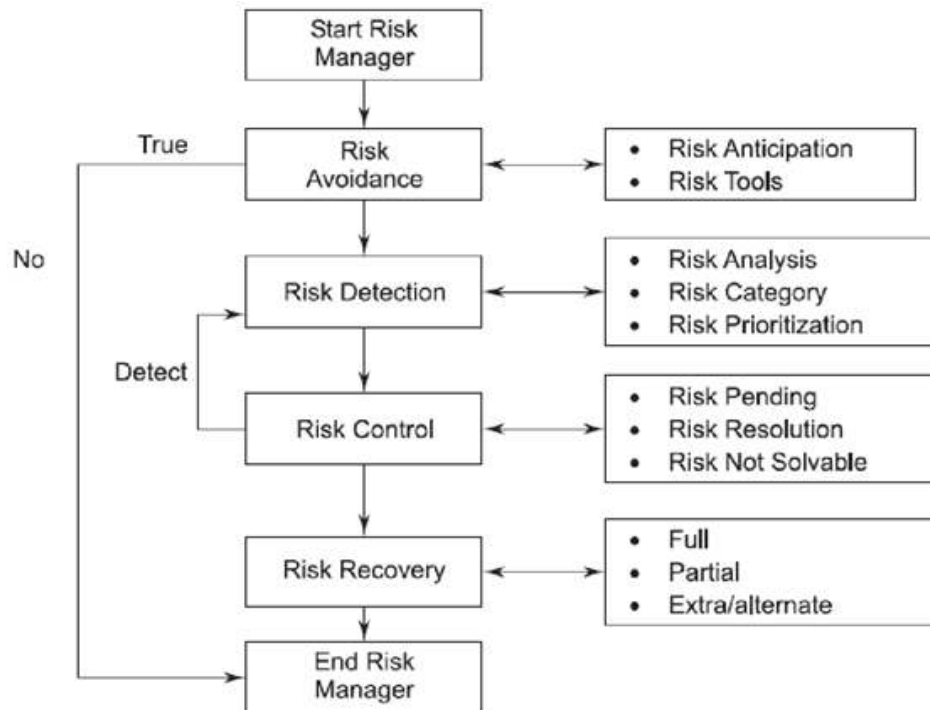 Start Risk
Manager
True
Risk
Avoidance
• Risk Anticipation
• Risk Tools
No
Risk Detection
• Risk Analysis
• Risk Category
• Risk Prioritization
Detect
Risk Control
• Risk Pending
• Risk Resolution
• Risk Not Solvable
Risk Recovery
• Full
• Partial
• Extra/alternate
End Risk
Manager